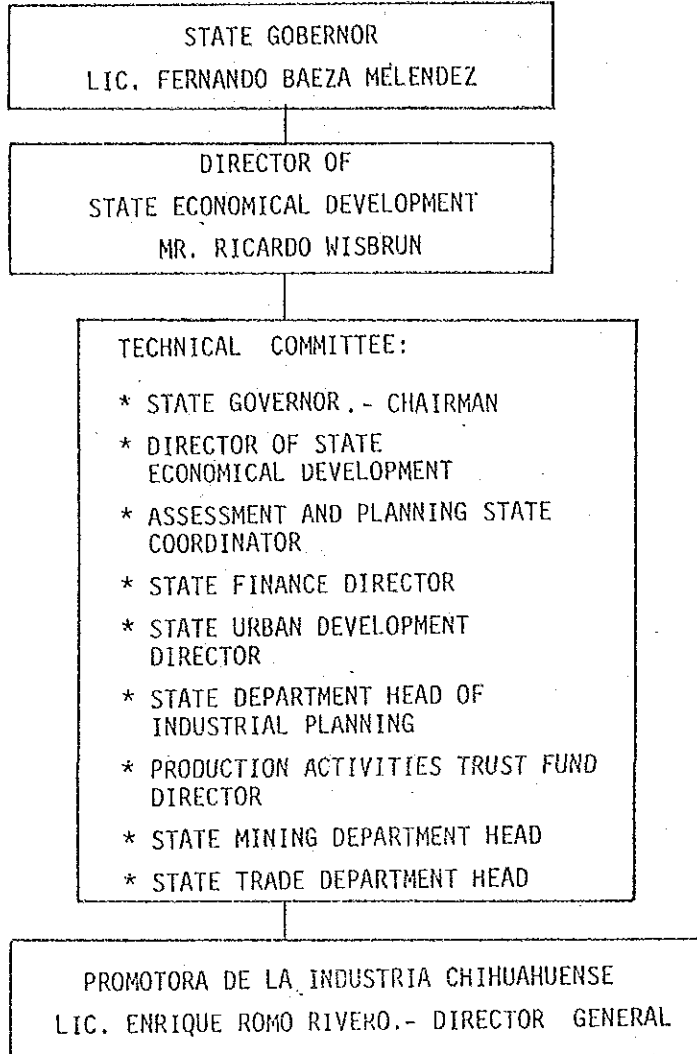 STATE GOBERNOR
LIC. FERNANDO BAEZA MELENDEZ
DIRECTOR OF
STATE ECONOMICAL DEVELOPMENT
MR. RICARDO WISBRUN
TECHNICAL COMMITTEE:
* STATE GOVERNOR.- CHAIRMAN
* DIRECTOR OF STATE
ECONOMICAL DEVELOPMENT
* ASSESSMENT AND PLANNING STATE
COORDINATOR
* STATE FINANCE DIRECTOR
* STATE URBAN DEVELOPMENT
DIRECTOR
* STATE DEPARTMENT HEAD OF
INDUSTRIAL PLANNING
* PRODUCTION ACTIVITIES TRUST FUND
DIRECTOR
* STATE MINING DEPARTMENT HEAD
* STATE TRADE DEPARTMENT HEAD
PROMOTORA DE LA INDUSTRIA CHIHUAHUENSE
LIC. ENRIQUE ROMO RIVERO.- DIRECTOR GENERAL